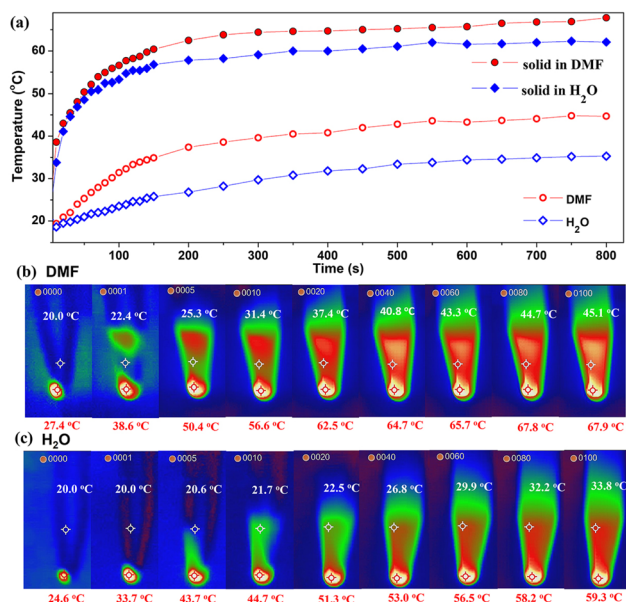 (a)
60
50
40
30
20
Temperature (°C)
solid in DMF
solid in H2O
DMF
H2O
100 200 300 400 500 600 700 800
Time (s)
(b) DMF
0000 0001 0005 0010 0020 0040 0060 0080 0100
20.0 °C 22.4 °C 25.3 °C 31.4 °C 37.4 °C 40.8 °C 43.3 °C 44.7 °C 45.1 °C
27.4 °C 38.6 °C 50.4 °C 56.6 °C 62.5 °C 64.7 °C 65.7 °C 67.8 °C 67.9 °C
(c) H2O
0000 0001 0005 0010 0020 0040 0060 0080 0100
20.0 °C 20.0 °C 20.6 °C 21.7 °C 22.5 °C 26.8 °C 29.9 °C 32.2 °C 33.8 °C
24.6 °C 33.7 °C 43.7 °C 44.7 °C 51.3 °C 53.0 °C 56.5 °C 58.2 °C 59.3 °C